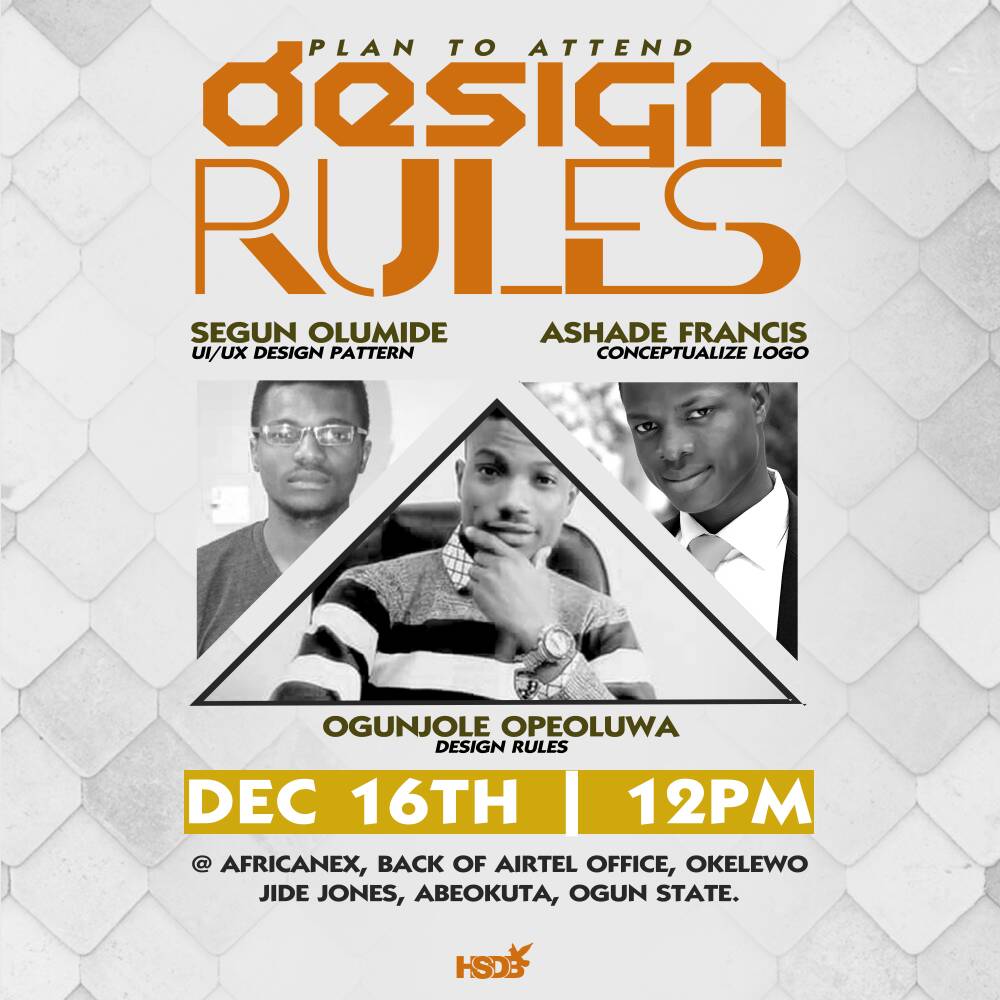 PLAN TO ATTEND
design
RULES
SEGUN OLUMIDE
UI/UX DESIGN PATTERN
ASHADE FRANCIS
CONCEPTUALIZE LOGO
OGUNJOLE OPEOLUWA
DESIGN RULES
DEC 16TH | 12PM
@ AFRICANEX, BACK OF AIRTEL OFFICE, OKELEWO
JIDE JONES, ABEOKUTA, OGUN STATE.
HSDB